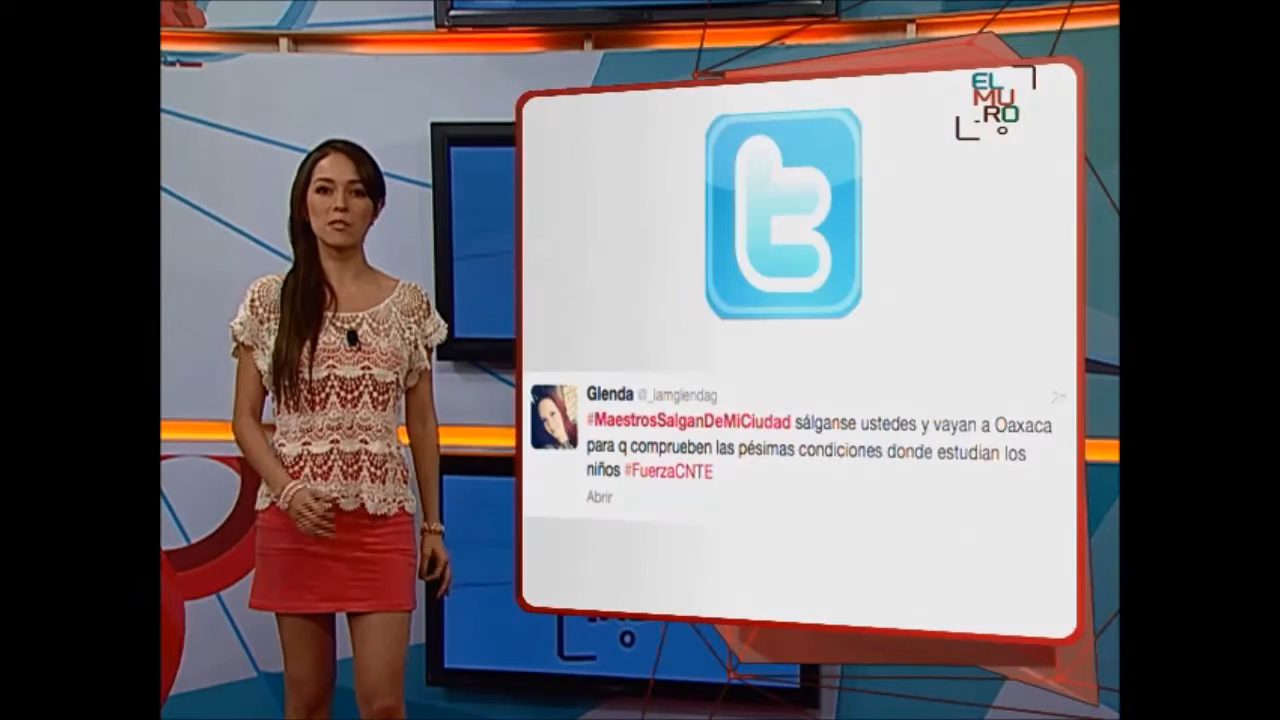 EL
MU
RO
Glenda @_Iamglendag
#MaestrosSalganDeMiCiudad sálganse ustedes y vayan a Oaxaca
para q comprueben las pésimas condiciones donde estudian los
niños #FuerzaCNTE
Abrir